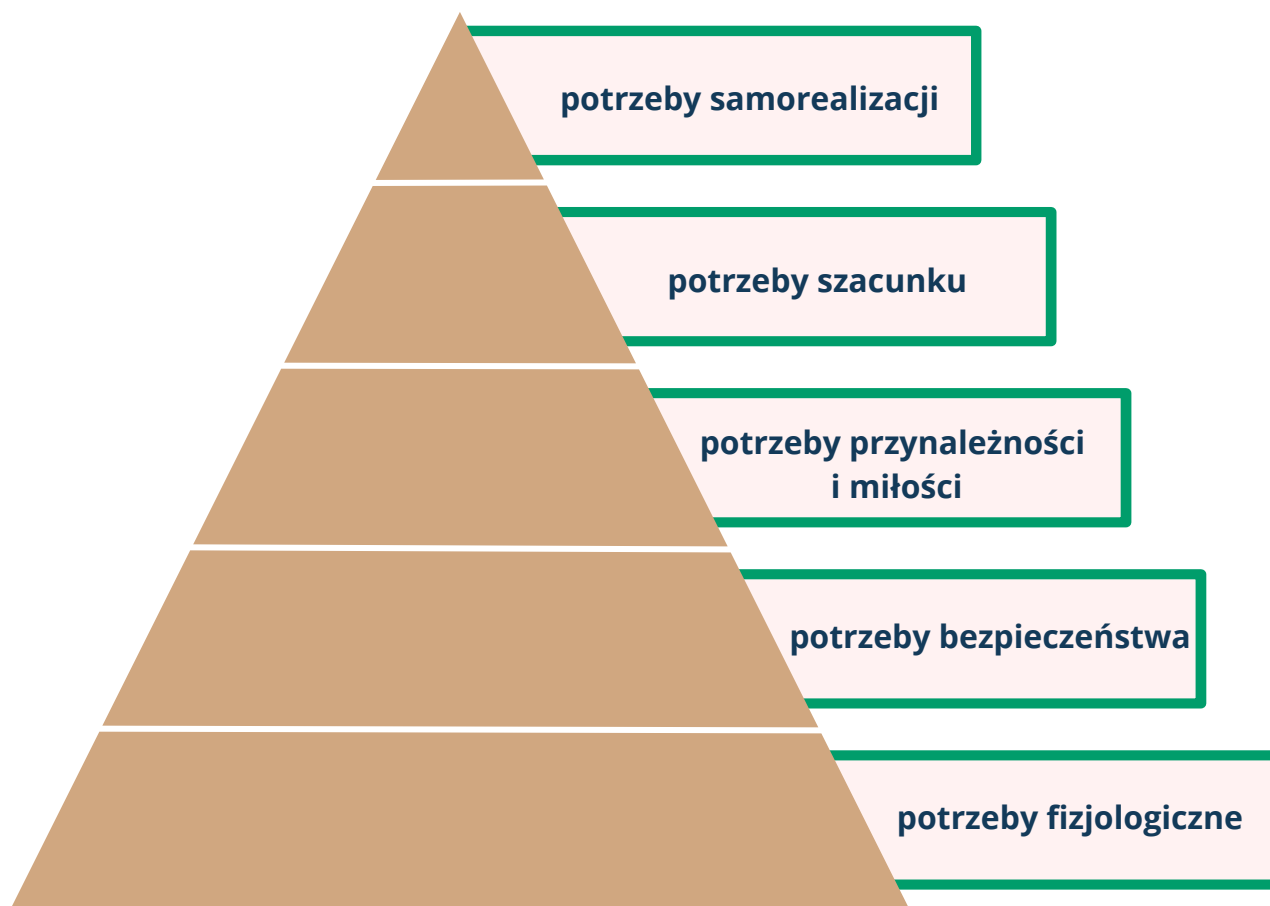 potrzeby samorealizacji
potrzeby szacunku
potrzeby przynależności
i miłości
potrzeby bezpieczeństwa
potrzeby fizjologiczne